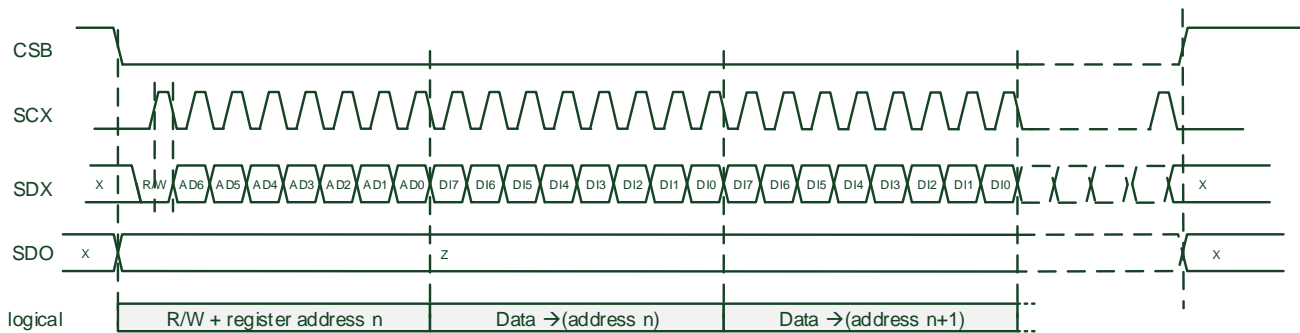 CSB
SCX
SDX X R/W AD6 AD5 AD4 AD3 AD2 AD1 AD0 DI7 DI6 DI5 DI4 DI3 DI2 DI1 DI0 DI7 DI6 DI5 DI4 DI3 DI2 DI1 DI0 X
SDO X Z X
logical R/W + register address n Data →(address n) Data →(address n+1)